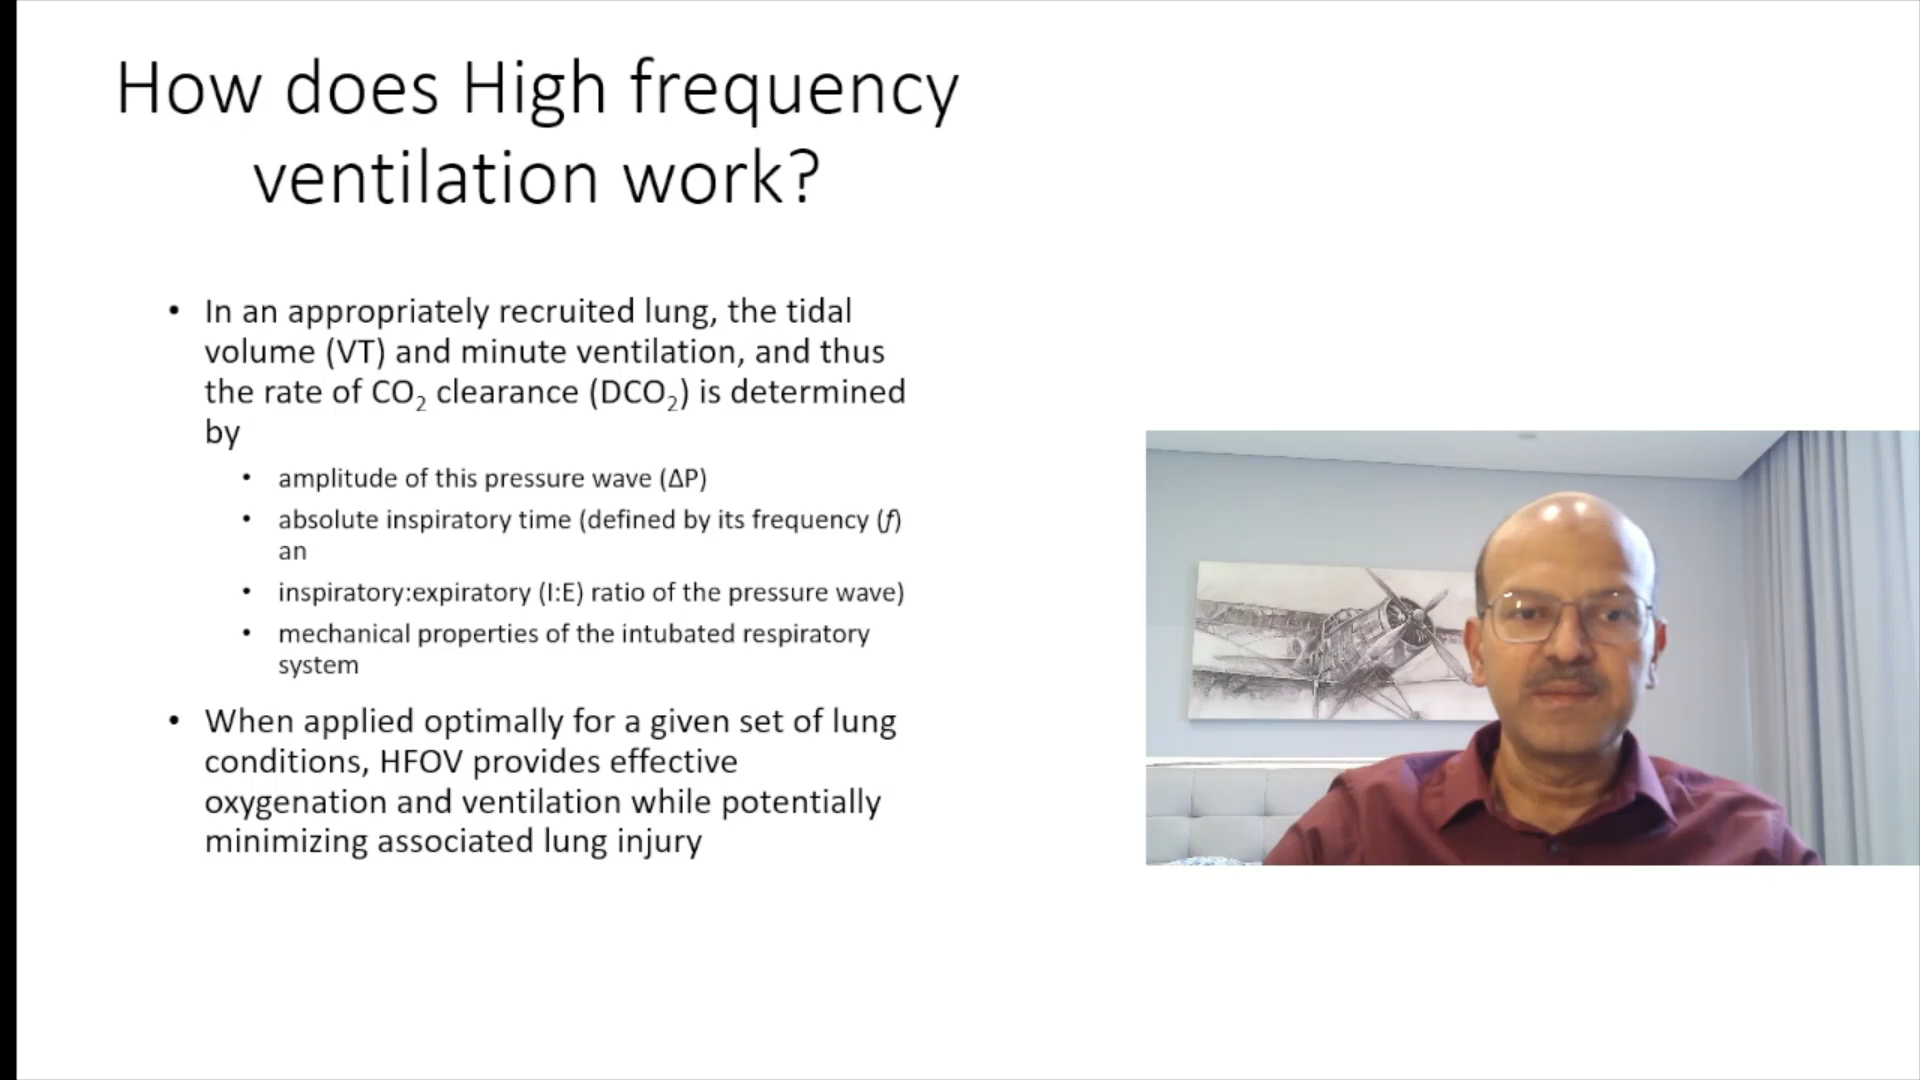 How does High frequency
ventilation work?
• In an appropriately recruited lung, the tidal
volume (VT) and minute ventilation, and thus
the rate of CO₂ clearance (DCO₂) is determined
by
• amplitude of this pressure wave (ΔP)
• absolute inspiratory time (defined by its frequency (f)
an
• inspiratory:expiratory (I:E) ratio of the pressure wave)
• mechanical properties of the intubated respiratory
system
• When applied optimally for a given set of lung
conditions, HFOV provides effective
oxygenation and ventilation while potentially
minimizing associated lung injury